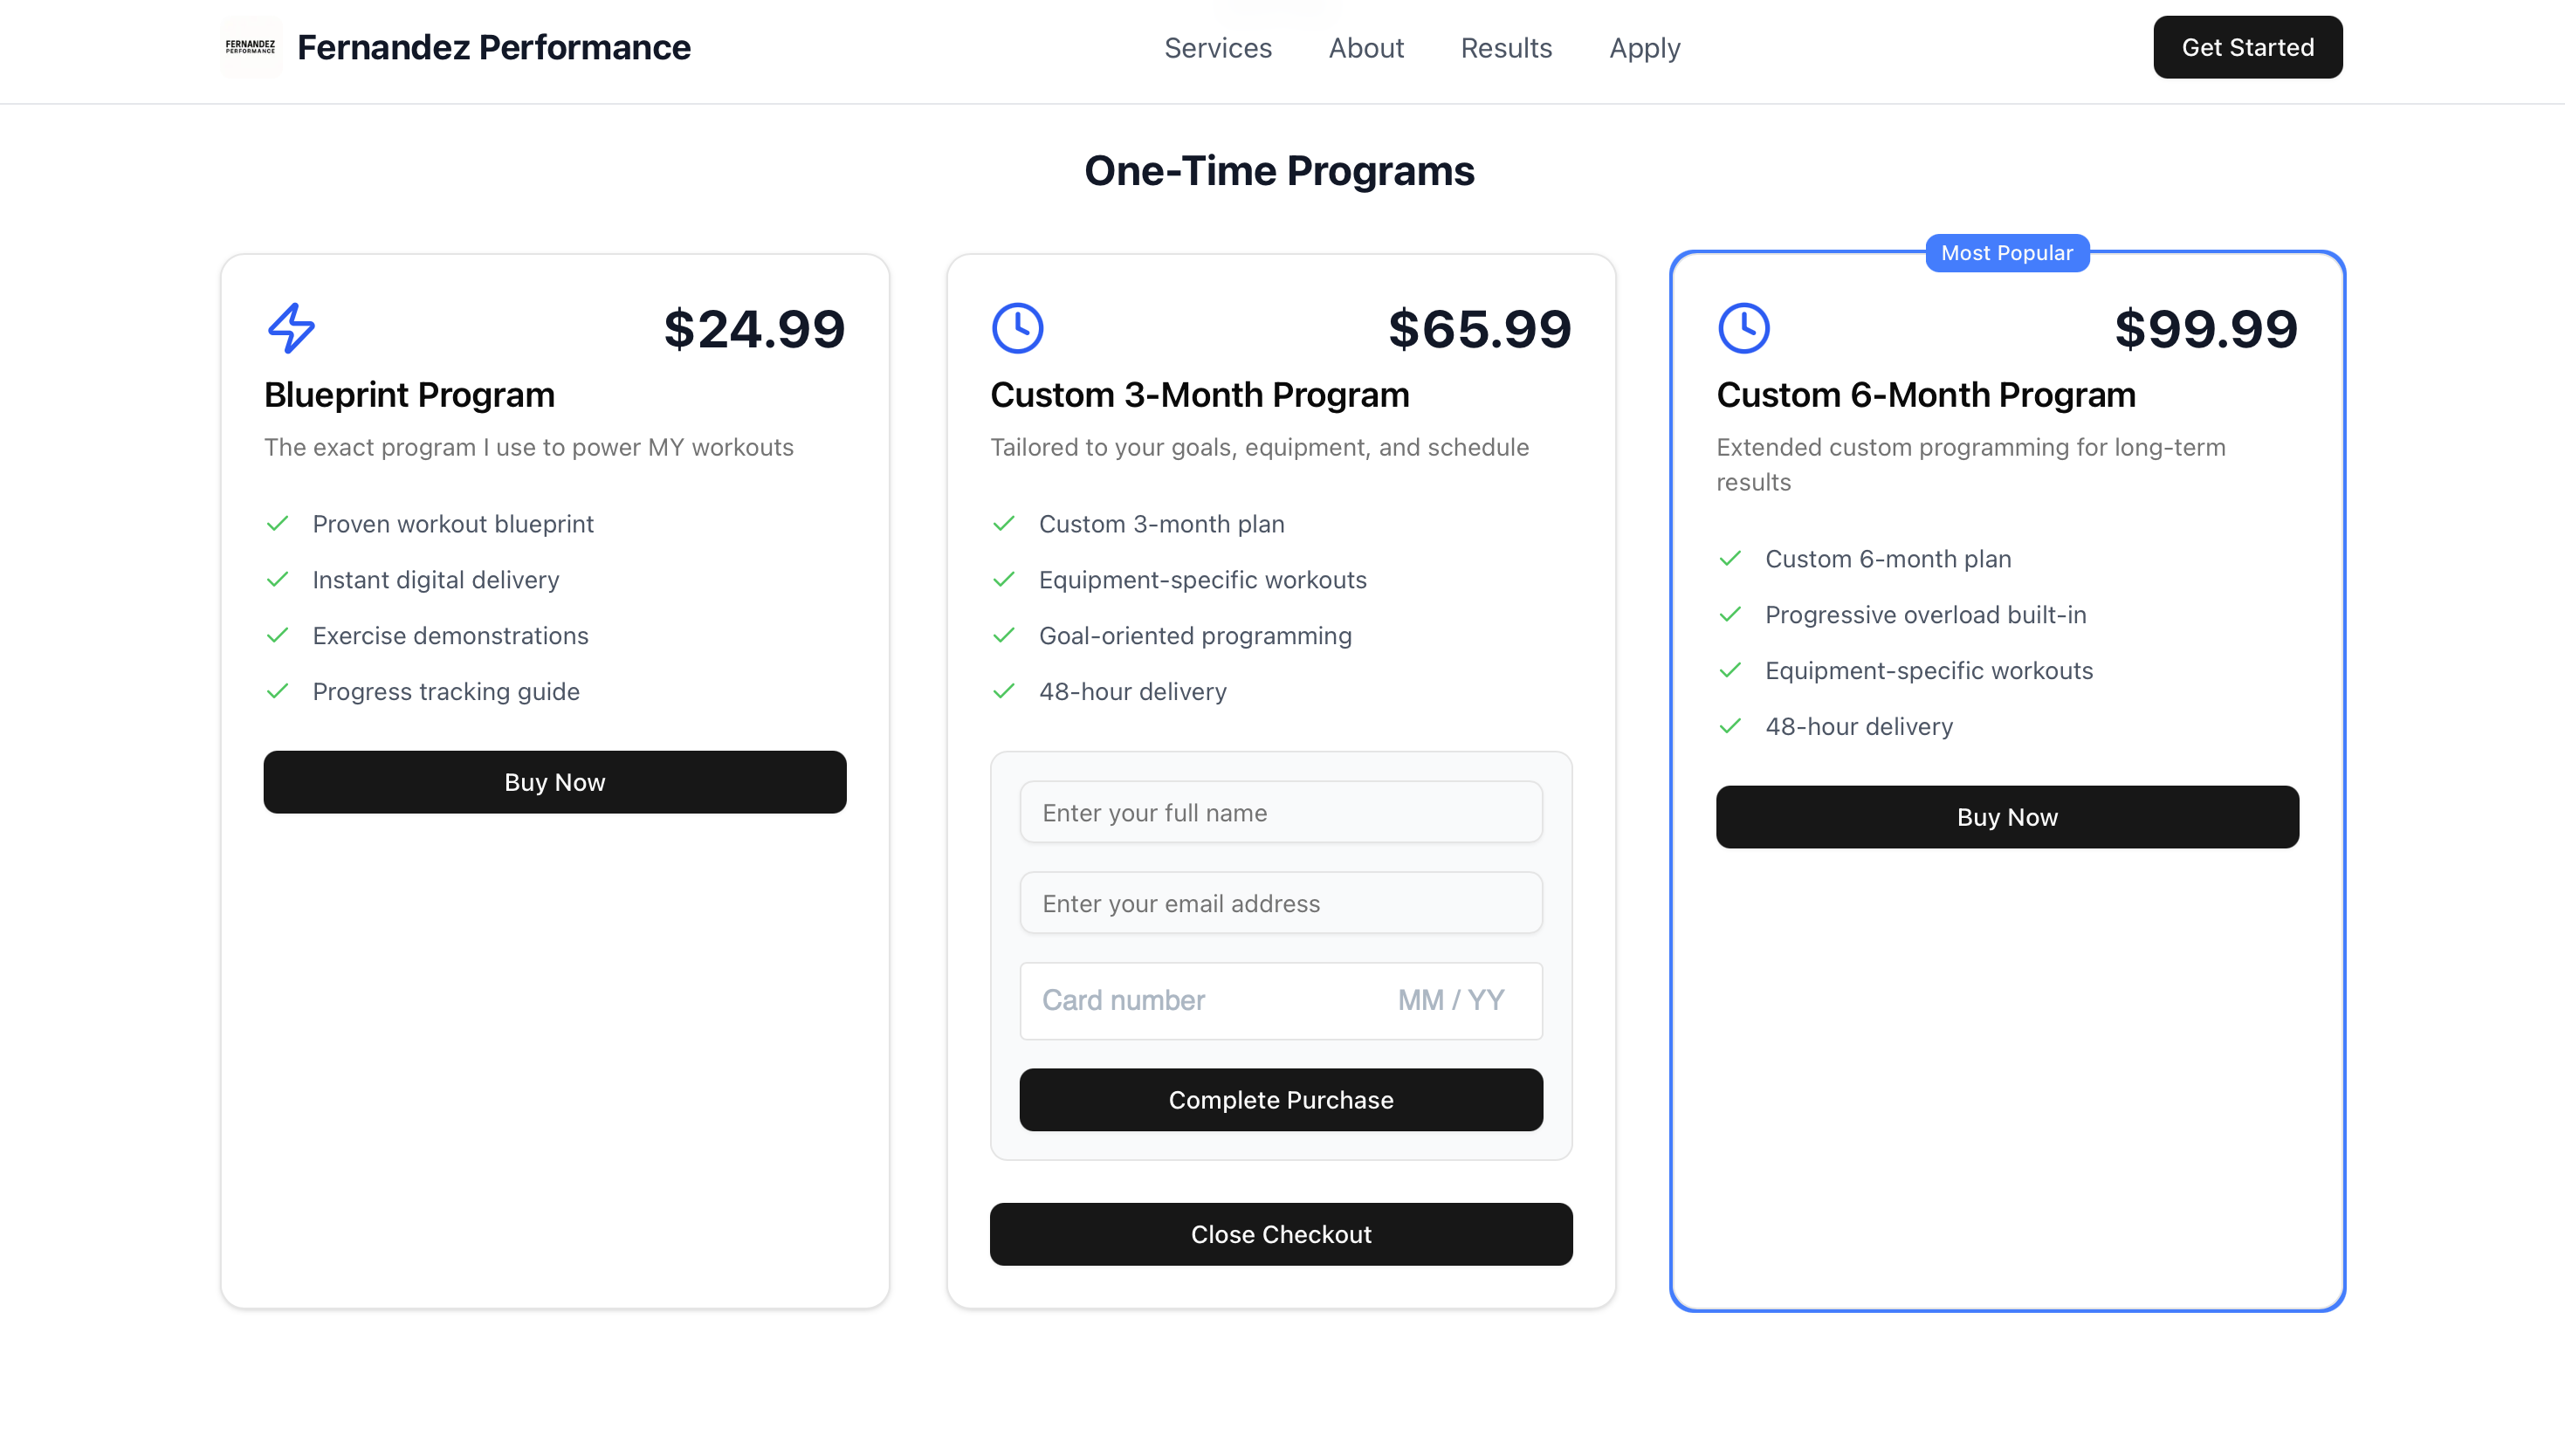 FERNANDEZ
PERFORMANCE
Fernandez Performance
Services
About
Results
Apply
Get Started
One-Time Programs
$24.99
Blueprint Program
The exact program I use to power MY workouts
Proven workout blueprint
Instant digital delivery
Exercise demonstrations
Progress tracking guide
Buy Now
$65.99
Custom 3-Month Program
Tailored to your goals, equipment, and schedule
Custom 3-month plan
Equipment-specific workouts
Goal-oriented programming
48-hour delivery
Enter your full name
Enter your email address
Card number MM / YY
Complete Purchase
Close Checkout
Most Popular
$99.99
Custom 6-Month Program
Extended custom programming for long-term
results
Custom 6-month plan
Progressive overload built-in
Equipment-specific workouts
48-hour delivery
Buy Now